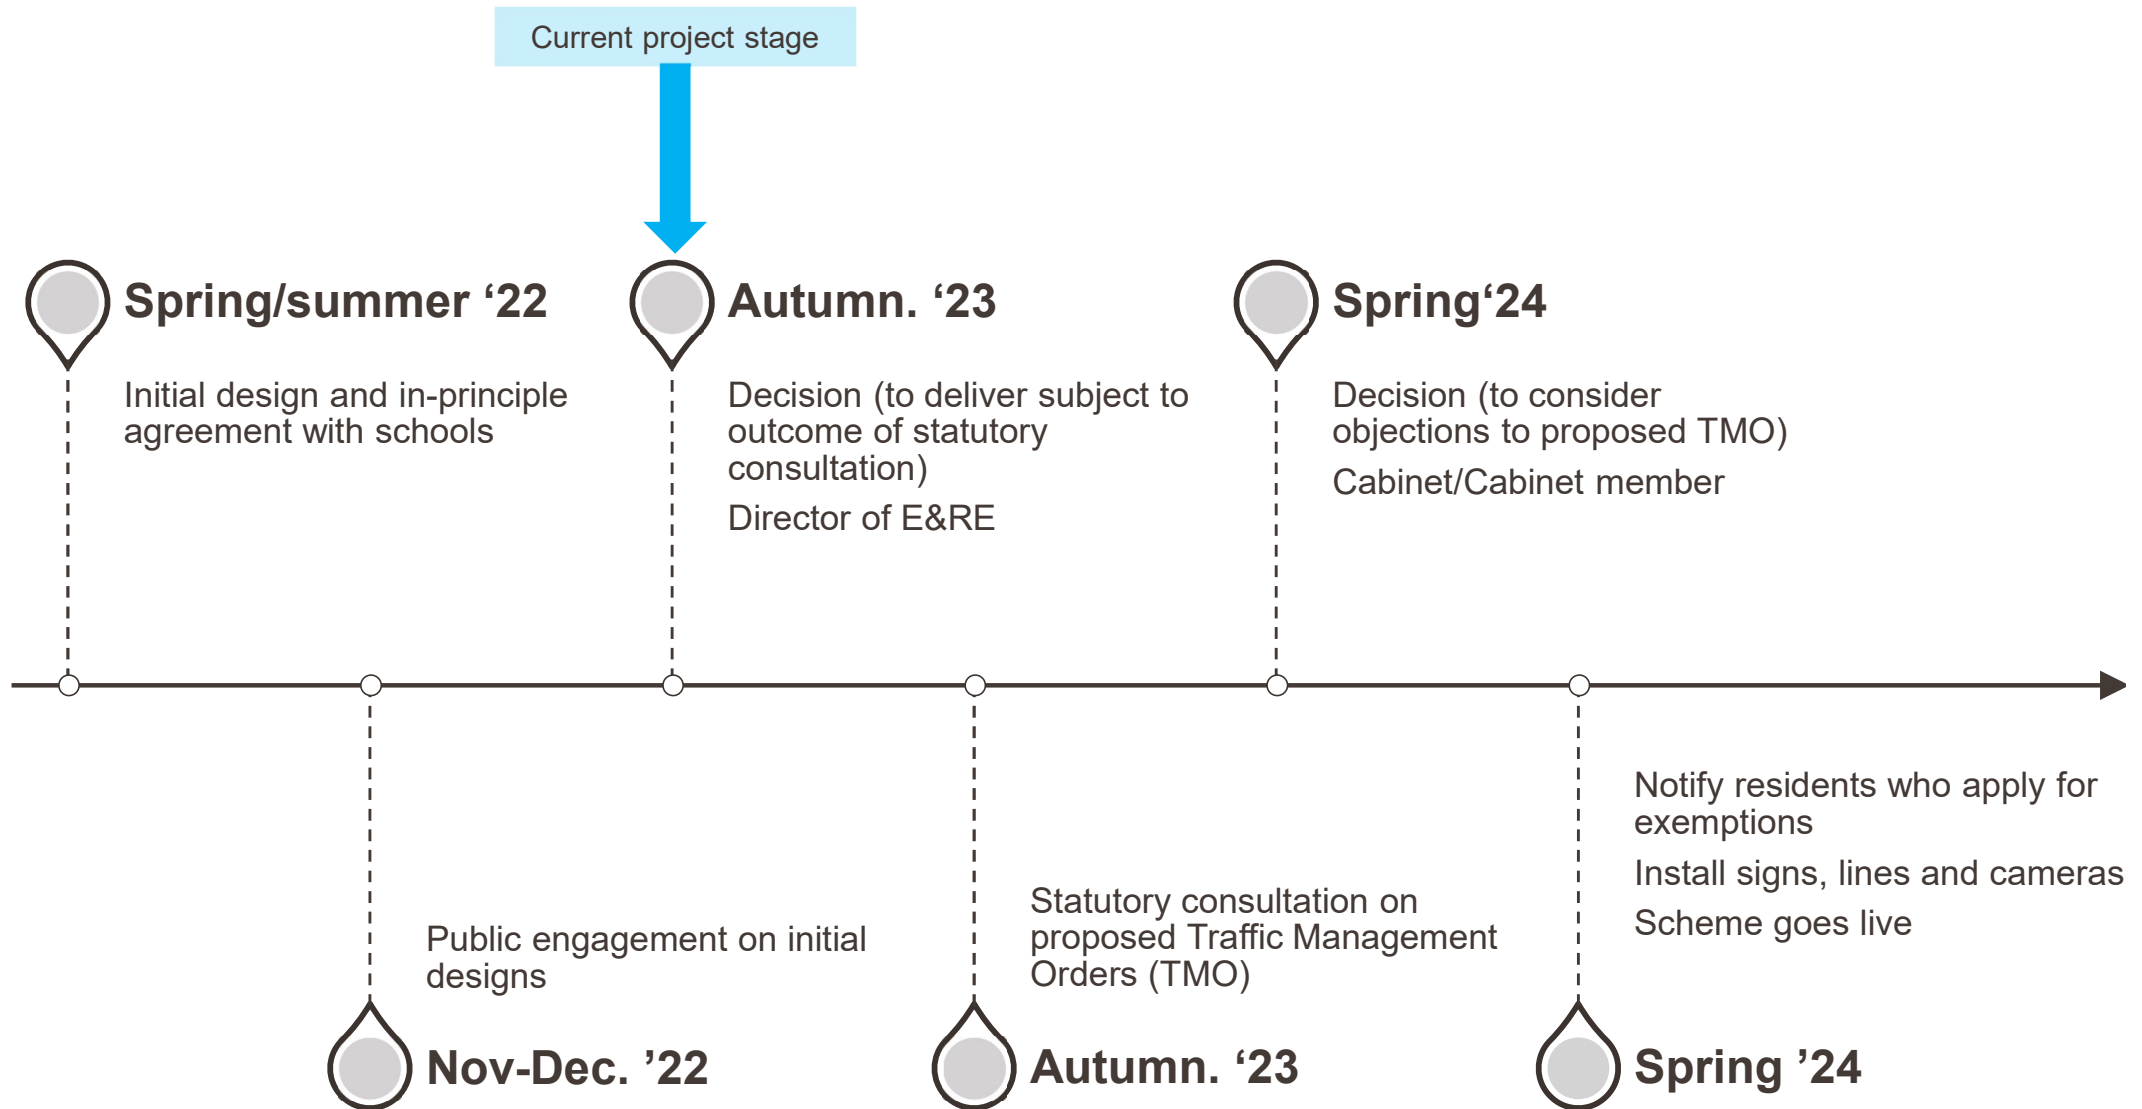 Current project stage
Spring/summer ‘22
Initial design and in-principle
agreement with schools
Autumn. ‘23
Decision (to deliver subject to
outcome of statutory
consultation)
Director of E&RE
Spring‘24
Decision (to consider
objections to proposed TMO)
Cabinet/Cabinet member
Public engagement on initial
designs
Nov-Dec. ’22
Statutory consultation on
proposed Traffic Management
Orders (TMO)
Autumn. ‘23
Notify residents who apply for
exemptions
Install signs, lines and cameras
Scheme goes live
Spring ’24